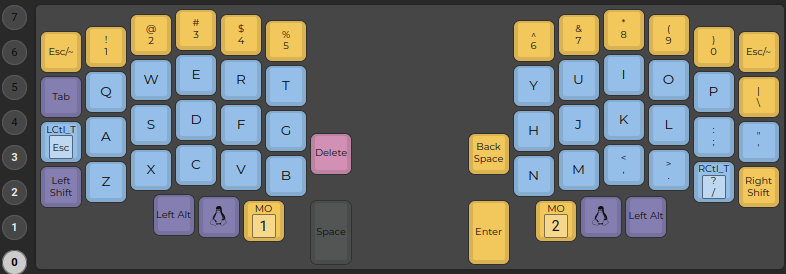 7
6
5
4
3
2
1
0
Esc/~
!
1
@
2
#
3
$
4
%
5
Tab
Q
W
E
R
T
LCtl_T
Esc
A
S
D
F
G
Left
Shift
Z
X
C
V
B
Delete
Left Alt
MO
1
Space
^
6
&
7
*
8
(
9
)
0
Esc/~
Y
U
I
O
P
|
\
H
J
K
L
:
;
"
'
Back
Space
N
M
<
,
>
.
RCtl_T
?
/
Right
Shift
Enter
MO
2
Left Alt